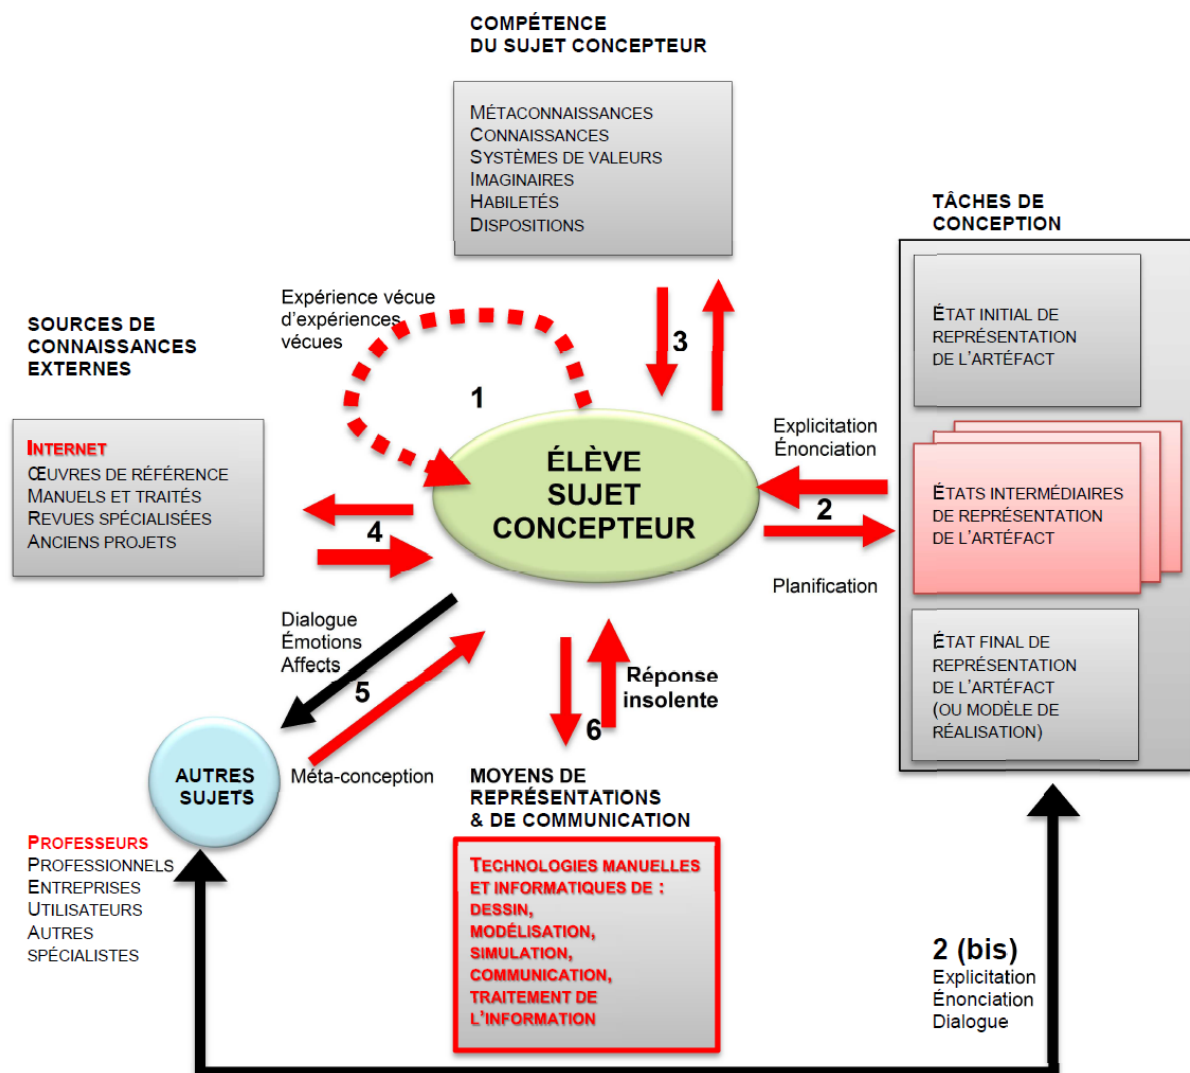 COMPÉTENCE
DU SUJET CONCEPTEUR
MÉTACONNAISSANCES
CONNAISSANCES
SYSTÈMES DE VALEURS
IMAGINAIRES
HABILETÉS
DISPOSITIONS
TÂCHES DE
CONCEPTION
ÉTAT INITIAL DE
REPRÉSENTATION
DE L'ARTÉFACT
ÉTATS INTERMÉDIAIRES
DE REPRÉSENTATION
DE L'ARTÉFACT
ÉTAT FINAL DE
REPRÉSENTATION
DE L'ARTÉFACT
(OU MODÈLE DE
RÉALISATION)
Expérience vécue
d'expériences
vécues
1
3
SOURCES DE
CONNAISSANCES
EXTERNES
INTERNET
ŒUVRES DE RÉFÉRENCE
MANUELS ET TRAITÉS
REVUES SPÉCIALISÉES
ANCIENS PROJETS
ÉLÈVE
SUJET
CONCEPTEUR
Explicitation
Énonciation
2
Planification
4
Dialogue
Émotions
Affects
5
Méta-conception
Réponse
insolente
6
AUTRES
SUJETS
PROFESSEURS
PROFESSIONNELS
ENTREPRISES
UTILISATEURS
AUTRES
SPÉCIALISTES
MOYENS DE
REPRÉSENTATIONS
& DE COMMUNICATION
TECHNOLOGIES MANUELLES
ET INFORMATIQUES DE :
DESSIN,
MODÉLISATION,
SIMULATION,
COMMUNICATION,
TRAITEMENT DE
L'INFORMATION
2 (bis)
Explicitation
Énonciation
Dialogue